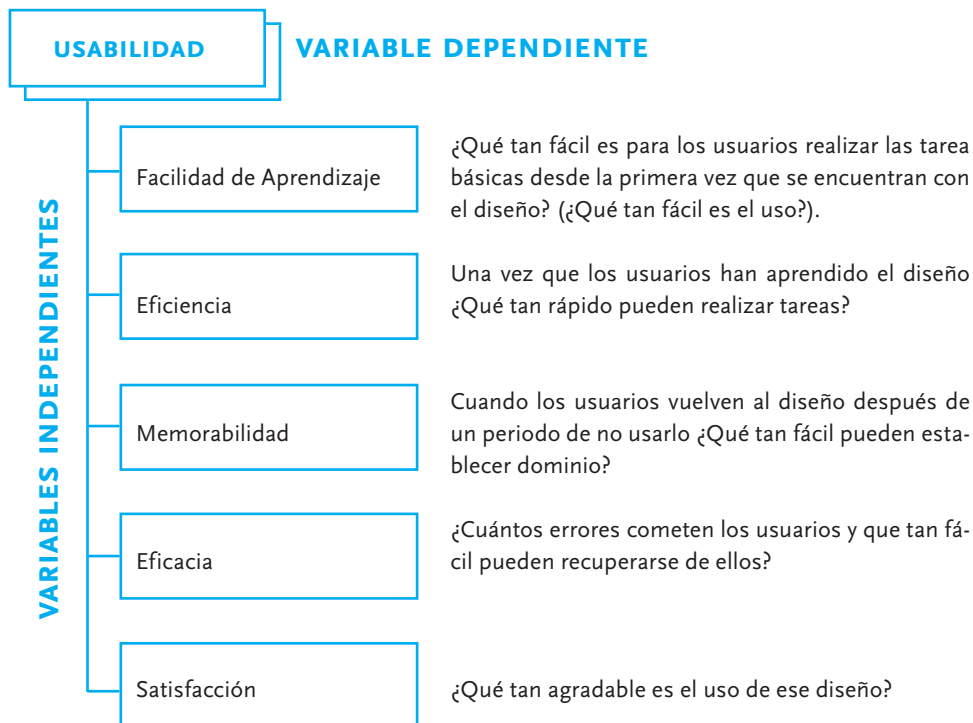 USABILIDAD
VARIABLE DEPENDIENTE
VARIABLES INDEPENDIENTES
Facilidad de Aprendizaje
¿Qué tan fácil es para los usuarios realizar las tarea
básicas desde la primera vez que se encuentran con
el diseño? (¿Qué tan fácil es el uso?).
Eficiencia
Una vez que los usuarios han aprendido el diseño
¿Qué tan rápido pueden realizar tareas?
Memorabilidad
Cuando los usuarios vuelven al diseño después de
un periodo de no usarlo ¿Qué tan fácil pueden esta-
blecer dominio?
Eficacia
¿Cuántos errores cometen los usuarios y que tan fá-
cil pueden recuperarse de ellos?
Satisfacción
¿Qué tan agradable es el uso de ese diseño?